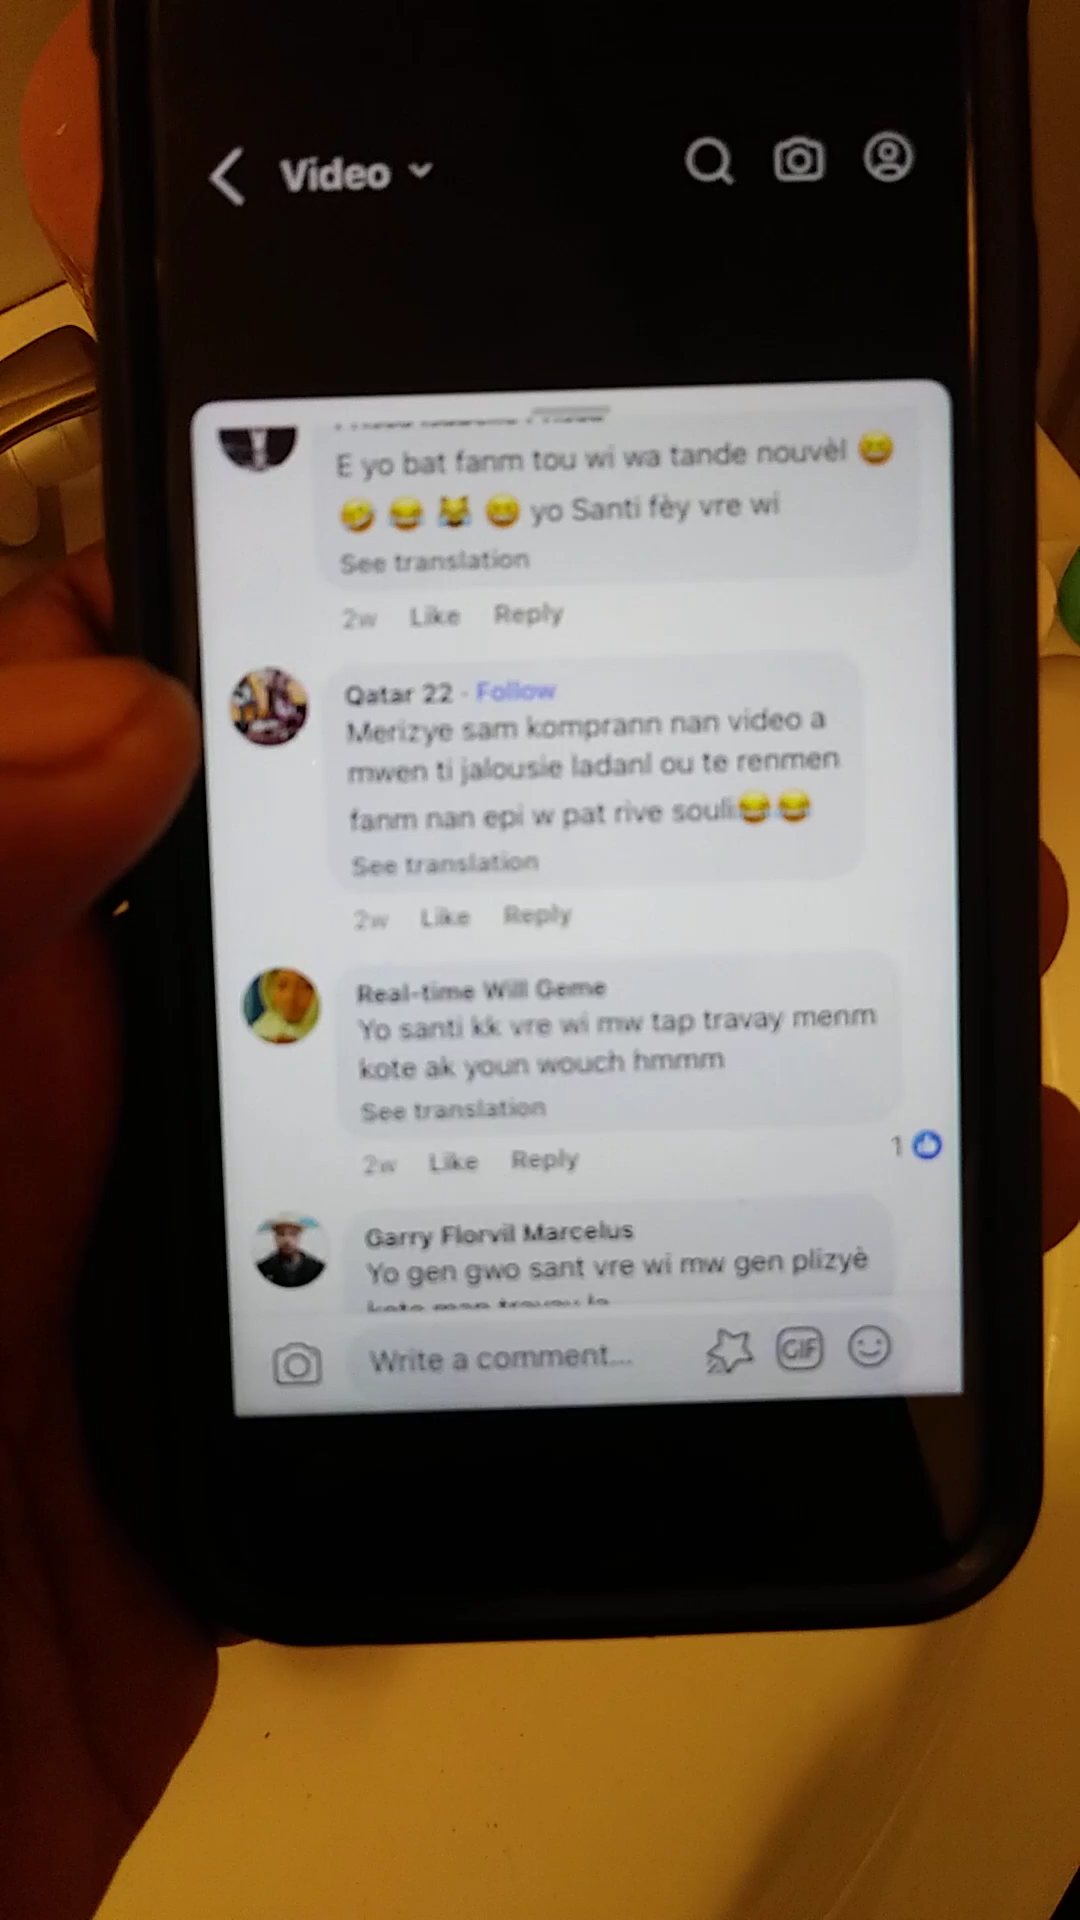 Video
E yo bat fanm tou wi wa tande nouvèl 😆
🤣 😂 😹 😆 yo Santi fèy vre wi
See translation
2w Like Reply
Qatar 22 · Follow
Merizye sam komprann nan video a
mwen ti jalousie ladanl ou te renmen
fanm nan epi w pat rive souli😂😂
See translation
2w Like Reply
Real-time Will Geme
Yo santi kk vre wi mw tap travay menm
kote ak youn wouch hmmm
See translation
2w Like Reply 1
Garry Florvil Marcelus
Yo gen gwo sant vre wi mw gen plizyè
Write a comment... GIF